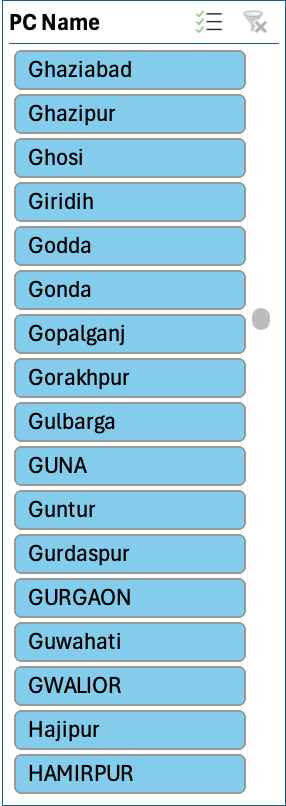 PC Name
Ghaziabad
Ghazipur
Ghosi
Giridih
Godda
Gonda
Gopalganj
Gorakhpur
Gulbarga
GUNA
Guntur
Gurdaspur
GURGAON
Guwahati
GWALIOR
Hajipur
HAMIRPUR